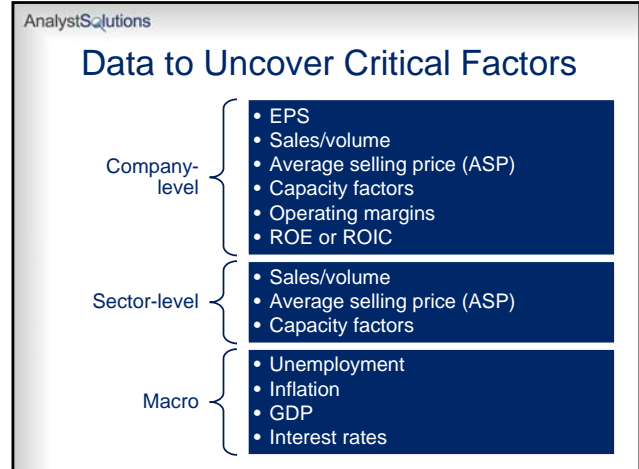 AnalystSolutions
Data to Uncover Critical Factors
Company-
level
• EPS
• Sales/volume
• Average selling price (ASP)
• Capacity factors
• Operating margins
• ROE or ROIC
Sector-level
• Sales/volume
• Average selling price (ASP)
• Capacity factors
Macro
• Unemployment
• Inflation
• GDP
• Interest rates